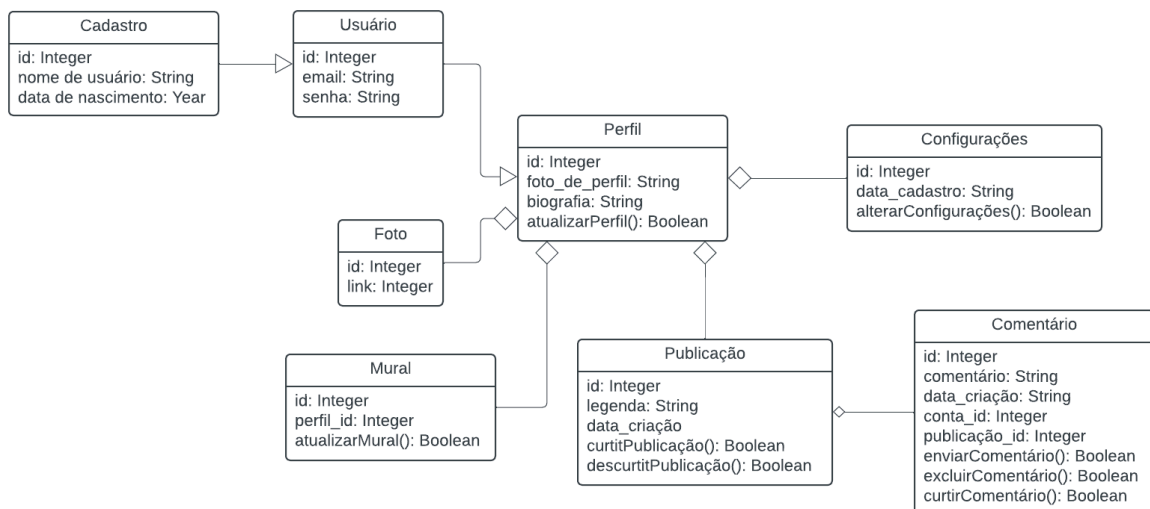 Cadastro
id: Integer
nome de usuário: String
data de nascimento: Year
Usuário
id: Integer
email: String
senha: String
Perfil
id: Integer
foto_de_perfil: String
biografia: String
atualizarPerfil(): Boolean
Configurações
id: Integer
data_cadastro: String
alterarConfigurações(): Boolean
Foto
id: Integer
link: Integer
Mural
id: Integer
perfil_id: Integer
atualizarMural(): Boolean
Publicação
id: Integer
legenda: String
data_criação
curtitPublicação(): Boolean
descurtitPublicação(): Boolean
Comentário
id: Integer
comentário: String
data_criação: String
conta_id: Integer
publicação_id: Integer
enviarComentário(): Boolean
excluirComentário(): Boolean
curtirComentário(): Boolean